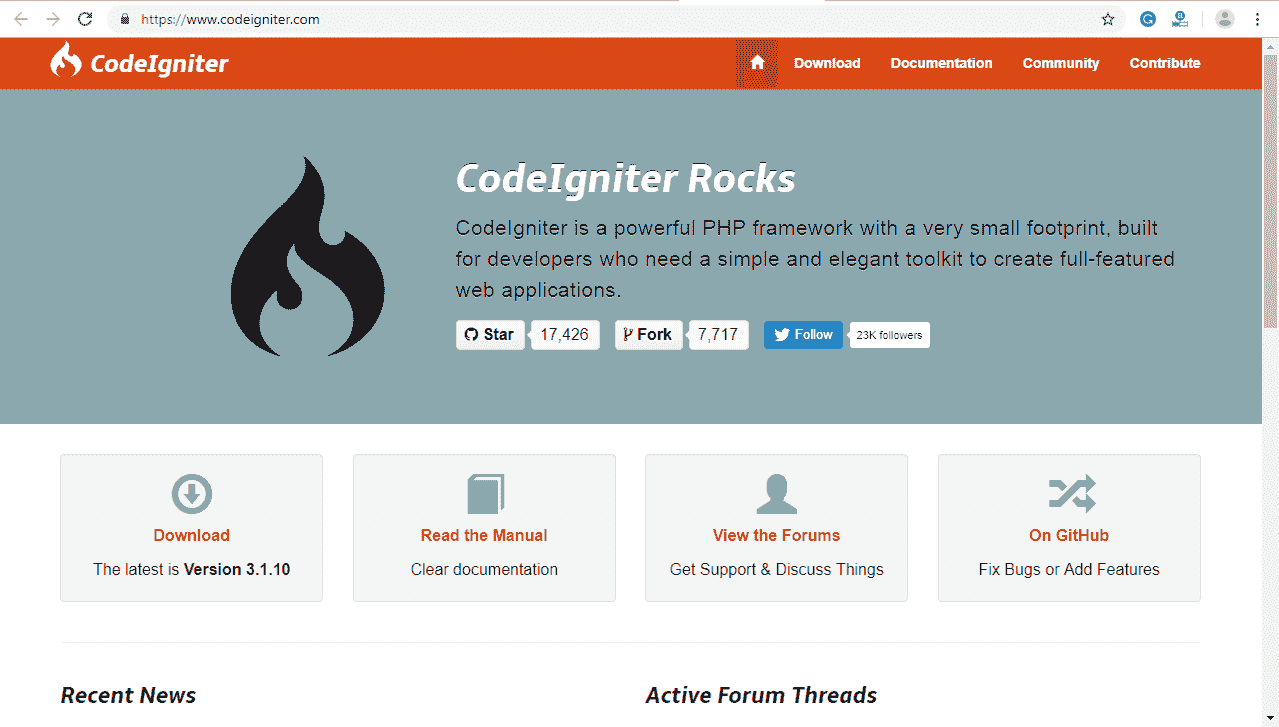 https://www.codeigniter.com
CodeIgniter
Download Documentation Community Contribute
CodeIgniter Rocks
CodeIgniter is a powerful PHP framework with a very small footprint, built
for developers who need a simple and elegant toolkit to create full-featured
web applications.
Star 17,426 Fork 7,717 Follow 23K followers
Download
The latest is Version 3.1.10
Read the Manual
Clear documentation
View the Forums
Get Support & Discuss Things
On GitHub
Fix Bugs or Add Features
Recent News
Active Forum Threads